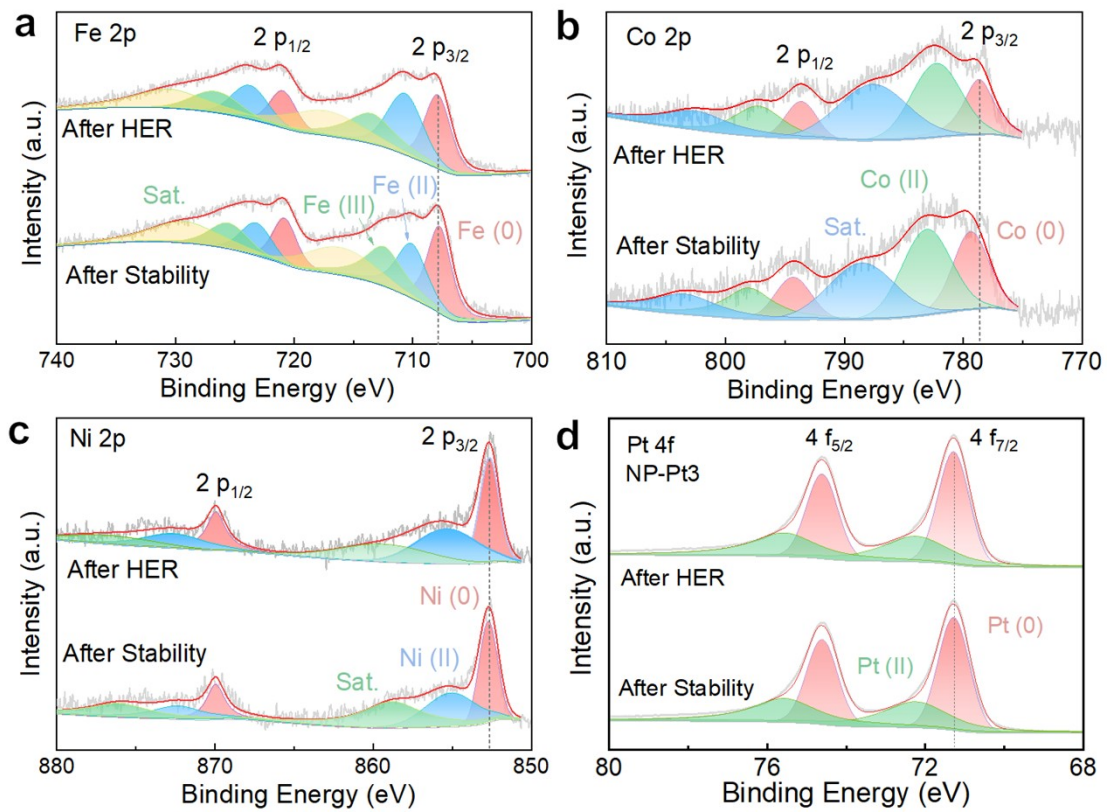 a
Fe 2p
2 p1/2
2 p3/2
After HER
Sat.
Fe (III)
Fe (II)
Fe (0)
After Stability
Intensity (a.u.)
740 730 720 710 700
Binding Energy (eV)
b
Co 2p
2 p1/2
2 p3/2
After HER
Co (II)
Sat.
Co (0)
After Stability
Intensity (a.u.)
810 800 790 780 770
Binding Energy (eV)
c
Ni 2p
2 p1/2
2 p3/2
After HER
Ni (0)
Ni (II)
Sat.
After Stability
Intensity (a.u.)
880 870 860 850
Binding Energy (eV)
d
Pt 4f
NP-Pt3
4 f5/2
4 f7/2
After HER
Pt (0)
Pt (II)
After Stability
Intensity (a.u.)
80 76 72 68
Binding Energy (eV)